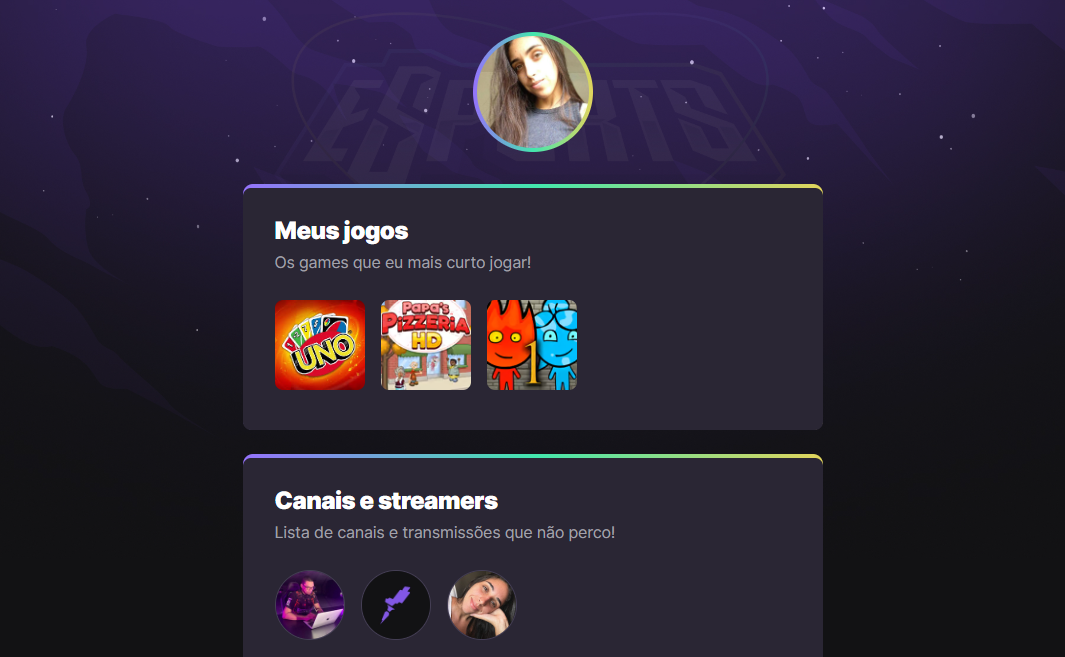 ESPORTS
Meus jogos
Os games que eu mais curto jogar!
UNO
Papa's
PIZZERIA
HD
1
Canais e streamers
Lista de canais e transmissões que não perco!